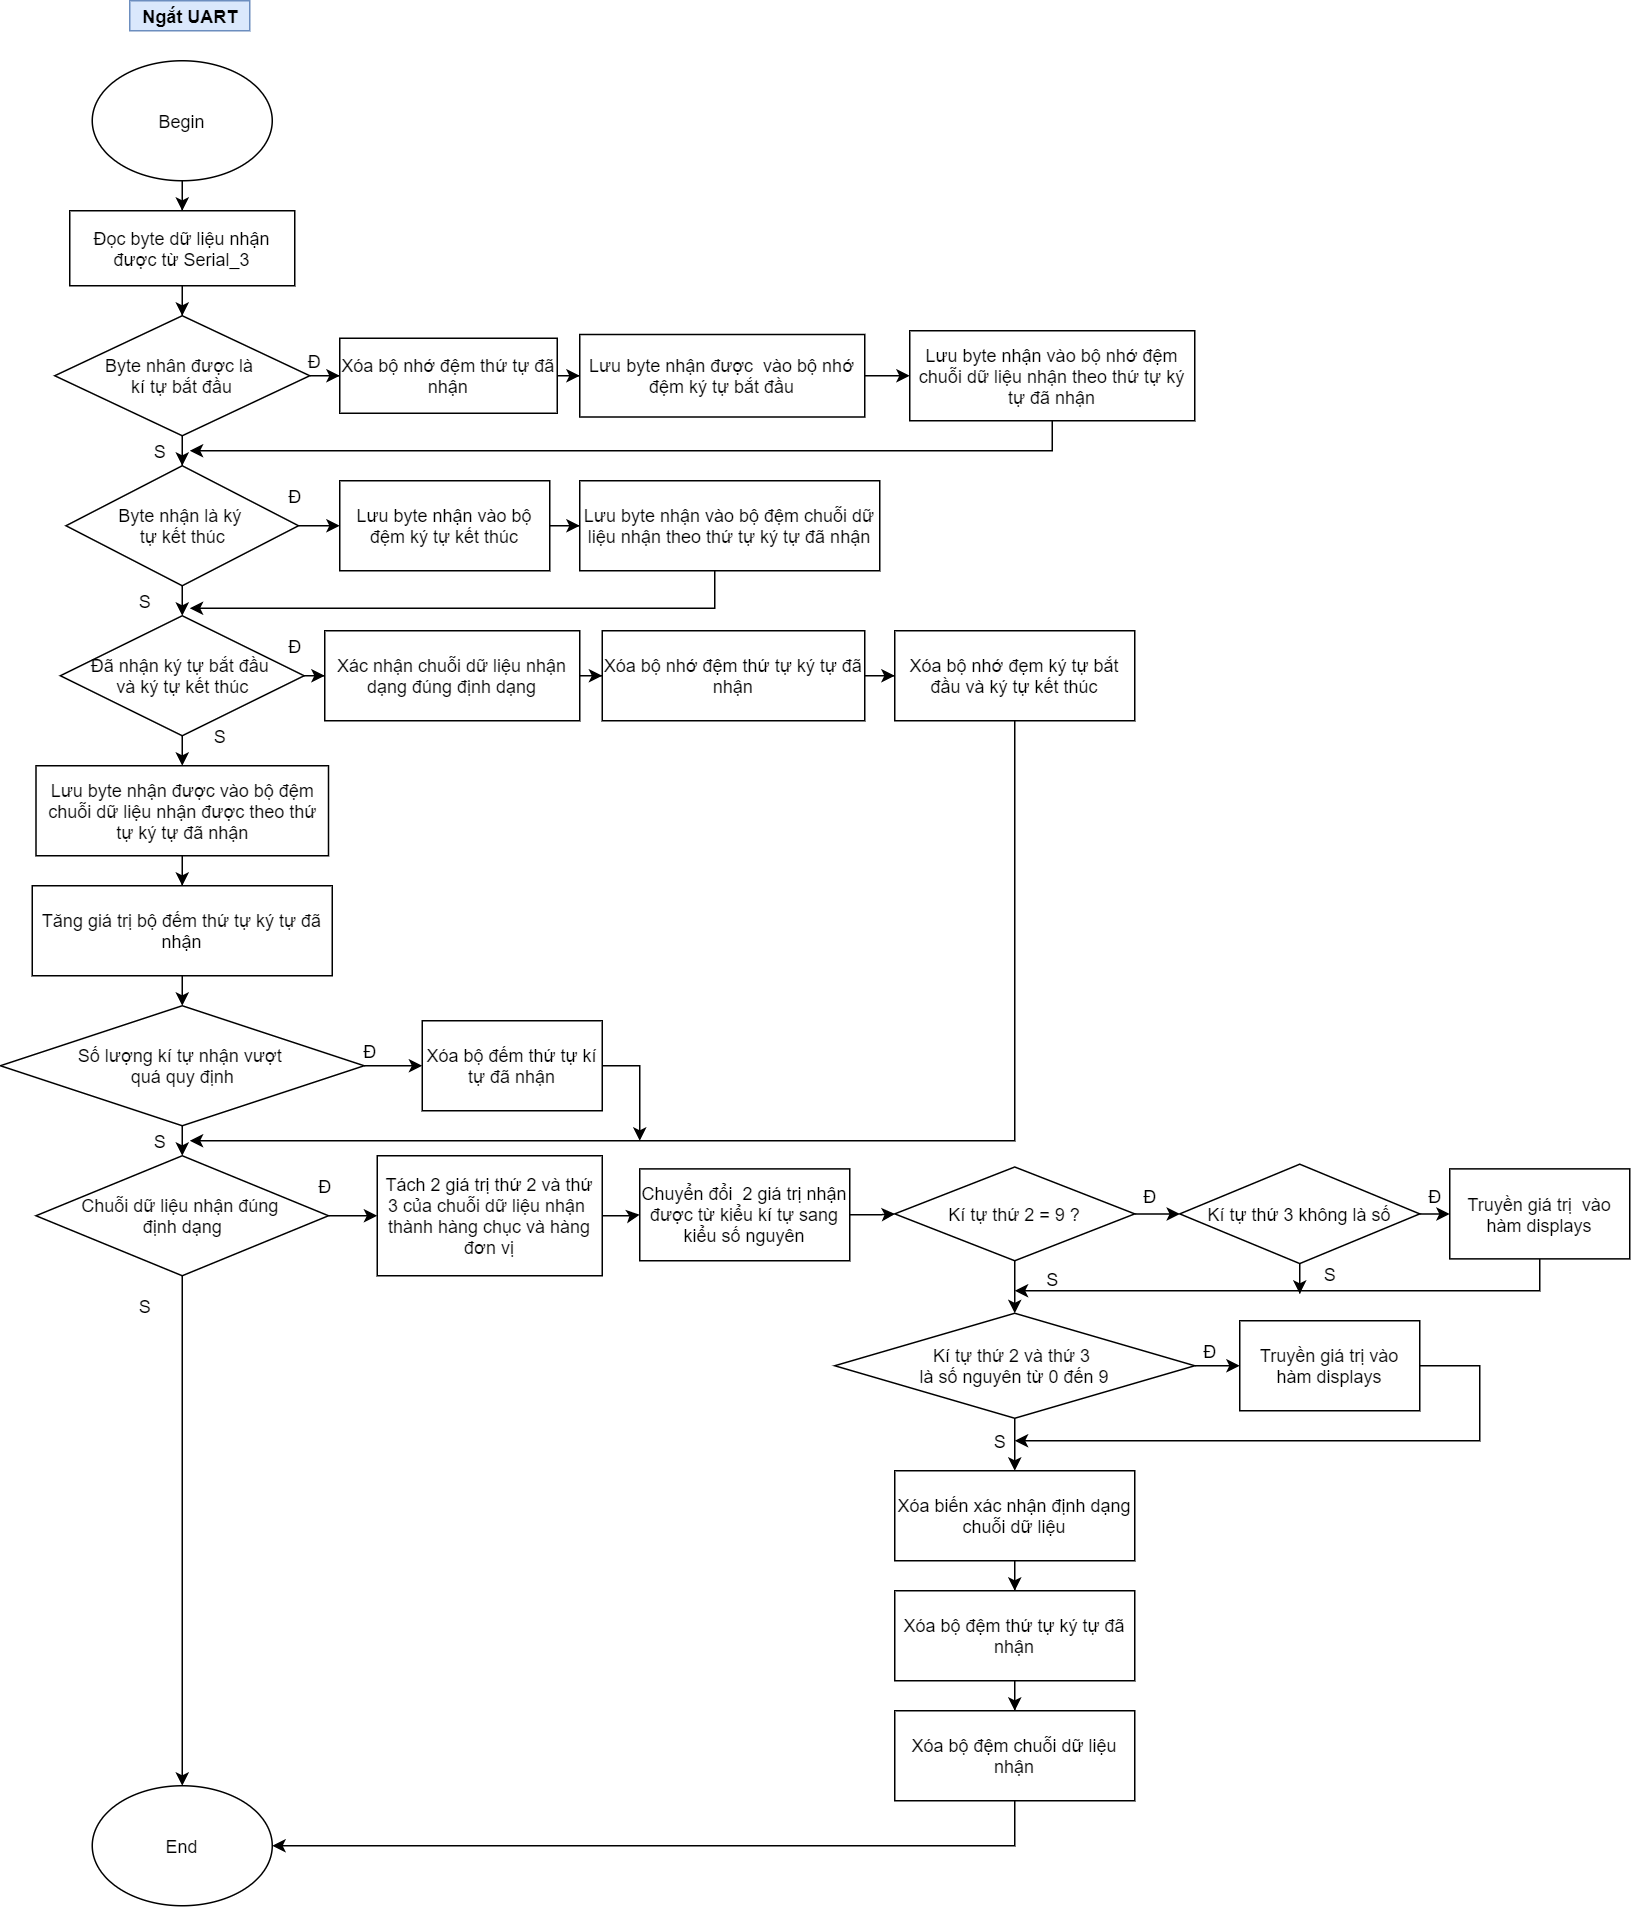 Ngắt UART
Begin
Đọc byte dữ liệu nhận
được từ Serial_3
Byte nhân được là
kí tự bắt đầu
Đ
Xóa bộ nhớ đệm thứ tự đã
nhận
Lưu byte nhận được  vào bộ nhớ
đệm ký tự bắt đầu
Lưu byte nhận vào bộ nhớ đệm
chuỗi dữ liệu nhận theo thứ tự ký
tự đã nhận
S
Byte nhận là ký
tự kết thúc
Đ
Lưu byte nhận vào bộ
đệm ký tự kết thúc
Lưu byte nhận vào bộ đệm chuỗi dữ
liệu nhận theo thứ tự ký tự đã nhận
S
Đã nhận ký tự bắt đầu
và ký tự kết thúc
Đ
Xác nhận chuỗi dữ liệu nhận
dạng đúng định dạng
Xóa bộ nhớ đệm thứ tự ký tự đã
nhận
Xóa bộ nhớ đẹm ký tự bắt
đầu và ký tự kết thúc
S
Lưu byte nhận được vào bộ đệm
chuỗi dữ liệu nhận được theo thứ
tự ký tự đã nhận
Tăng giá trị bộ đếm thứ tự ký tự đã
nhận
Số lượng kí tự nhận vượt
quá quy định
Đ
Xóa bộ đếm thứ tự kí
tự đã nhận
S
Chuỗi dữ liệu nhận đúng
định dạng
Đ
Tách 2 giá trị thứ 2 và thứ
3 của chuỗi dữ liệu nhận
thành hàng chục và hàng
đơn vị
Chuyển đổi  2 giá trị nhận
được từ kiểu kí tự sang
kiểu số nguyên
Kí tự thứ 2 = 9 ?
Đ
Kí tự thứ 3 không là số
Đ
Truyền giá trị  vào
hàm displays
S
S
S
Kí tự thứ 2 và thứ 3
là số nguyên từ 0 đến 9
Đ
Truyền giá trị vào
hàm displays
S
Xóa biến xác nhận định dạng
chuỗi dữ liệu
Xóa bộ đệm thứ tự ký tự đã
nhận
Xóa bộ đệm chuỗi dữ liệu
nhận
End